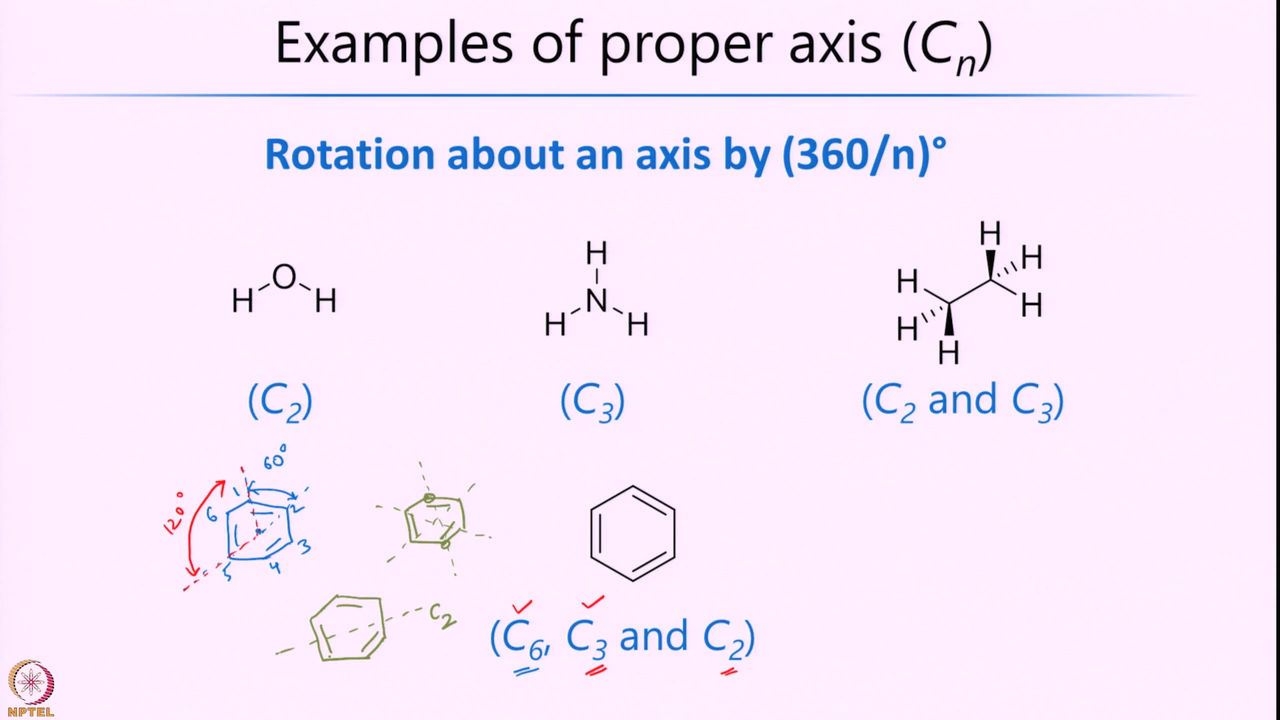 Examples of proper axis (Cₙ)
Rotation about an axis by (360/n)°
H O H
H
N
H H
H
H H
H
H
H
(C₂)
(C₃)
(C₂ and C₃)
60°
120°
1
2
3
4
5
6
C₂
(C₆, C₃ and C₂)
NPTEL